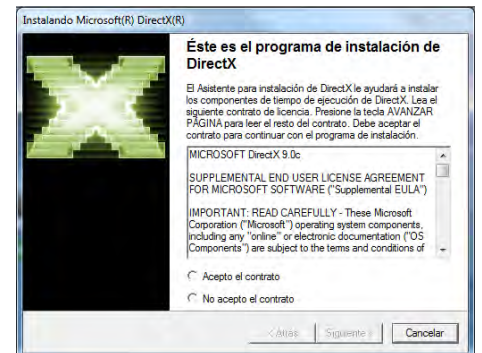 Instalando Microsoft(R) DirectX(R)
Éste es el programa de instalación de
DirectX
El Asistente para instalación de DirectX le ayudará a instalar
los componentes de tiempo de ejecución de DirectX. Lea el
siguiente contrato de licencia. Presione la tecla AVANZAR
PÁGINA para leer el resto del contrato. Debe aceptar el
contrato para continuar con el programa de instalación.
MICROSOFT DirectX 9.0c
SUPPLEMENTAL END USER LICENSE AGREEMENT
FOR MICROSOFT SOFTWARE ("Supplemental EULA")
IMPORTANT: READ CAREFULLY - These Microsoft
Corporation ("Microsoft") operating system components,
including any "online" or electronic documentation ("OS
Components") are subject to the terms and conditions of
Acepto el contrato
No acepto el contrato
< Atrás Siguiente > Cancelar